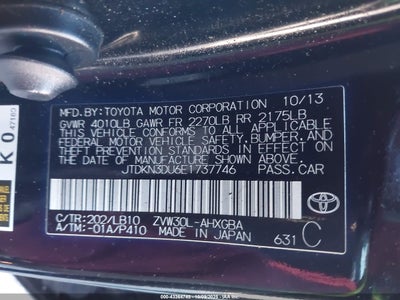 MFD.BY:TOYOTA MOTOR CORPORATION 10/13
GVWR 4010LB GAWR FR 2270LB RR 2175LB
THIS VEHICLE CONFORMS TO ALL APPLICABLE
FEDERAL MOTOR VEHICLE SAFETY, BUMPER, AND
THEFT PREVENTION STANDARDS IN EFFECT ON
THE DATE OF MANUFACTURE SHOWN ABOVE.
JTDKN3DU6E1737746 PASS.CAR
C/TR:202/LB10 ZVW30L-AHXGBA
A/TM:-01A/P410 MADE IN JAPAN
631 C
TOYOTA
K0